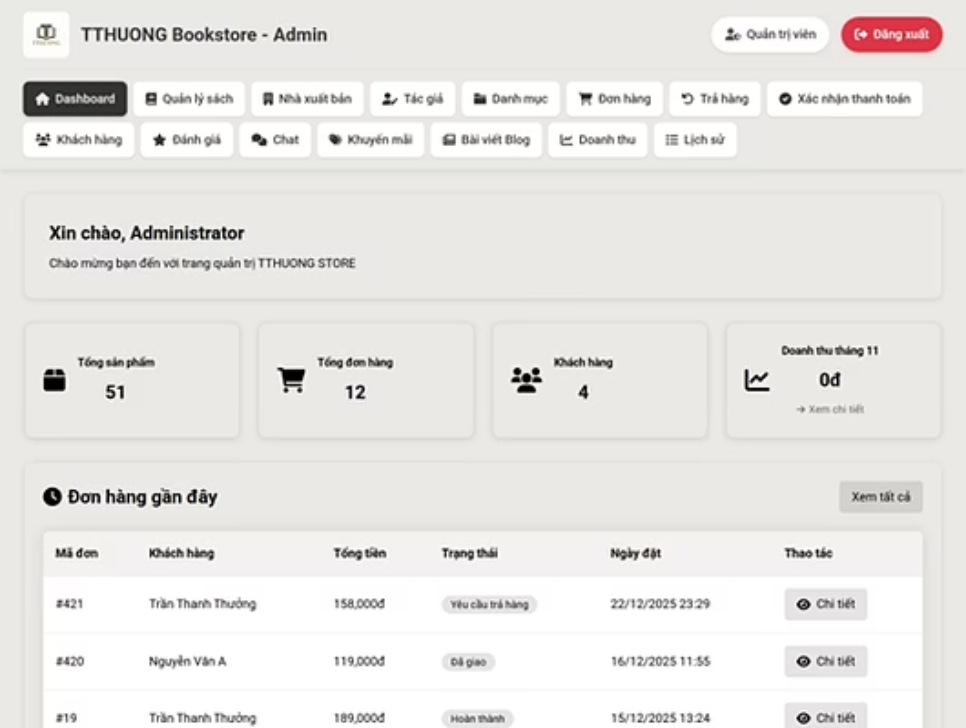 TTHUONG Bookstore - Admin
Quản trị viên
Đăng xuất
Dashboard
Quản lý sách
Nhà xuất bản
Tác giả
Danh mục
Đơn hàng
Trả hàng
Xác nhận thanh toán
Khách hàng
Đánh giá
Chat
Khuyến mãi
Bài viết Blog
Doanh thu
Lịch sử
Xin chào, Administrator
Chào mừng bạn đến với trang quản trị TTHUONG STORE
Tổng sản phẩm
51
Tổng đơn hàng
12
Khách hàng
4
Doanh thu tháng 11
0đ
→ Xem chi tiết
Đơn hàng gần đây
Xem tất cả
Mã đơn Khách hàng Tổng tiền Trạng thái Ngày đặt Thao tác
#421 Trần Thanh Thưởng 158,000đ Yêu cầu trả hàng 22/12/2025 23:29 Chi tiết
#420 Nguyễn Văn A 119,000đ Đã giao 16/12/2025 11:55 Chi tiết
#19 Trần Thanh Thưởng 189,000đ Hoàn thành 15/12/2025 13:24 Chi tiết